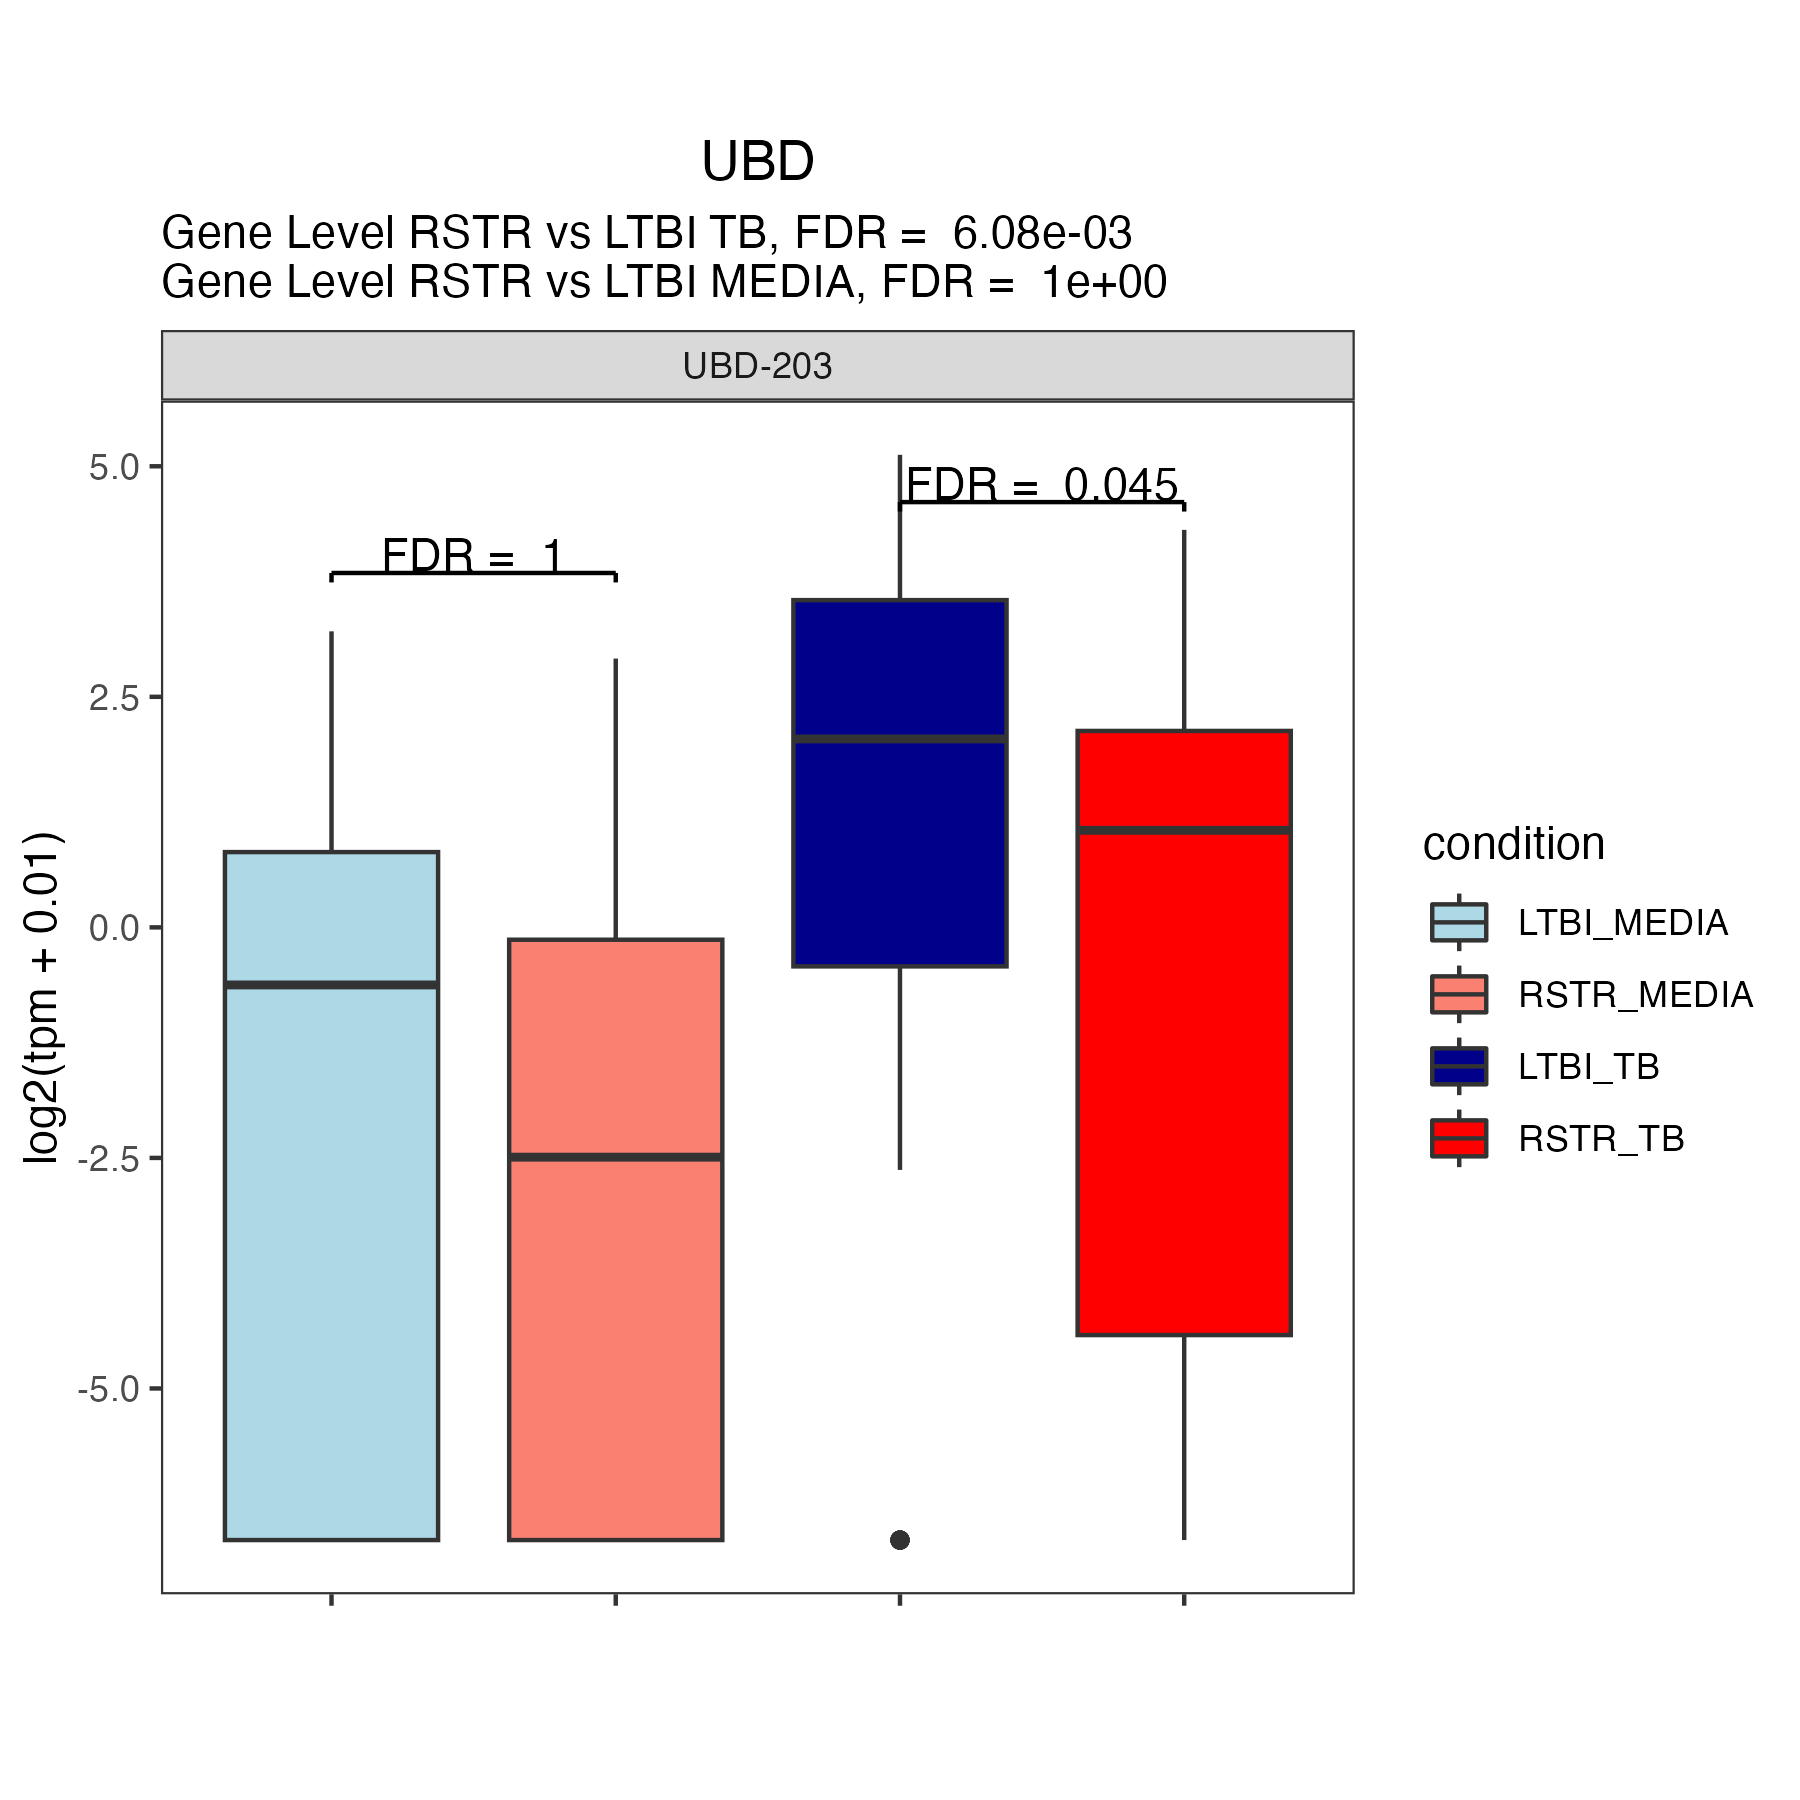 UBD
Gene Level RSTR vs LTBI TB, FDR =  6.08e-03
Gene Level RSTR vs LTBI MEDIA, FDR =  1e+00
UBD-203
5.0
2.5
0.0
-2.5
-5.0
log2(tpm + 0.01)
FDR =  1
FDR =  0.045
condition
LTBI_MEDIA
RSTR_MEDIA
LTBI_TB
RSTR_TB